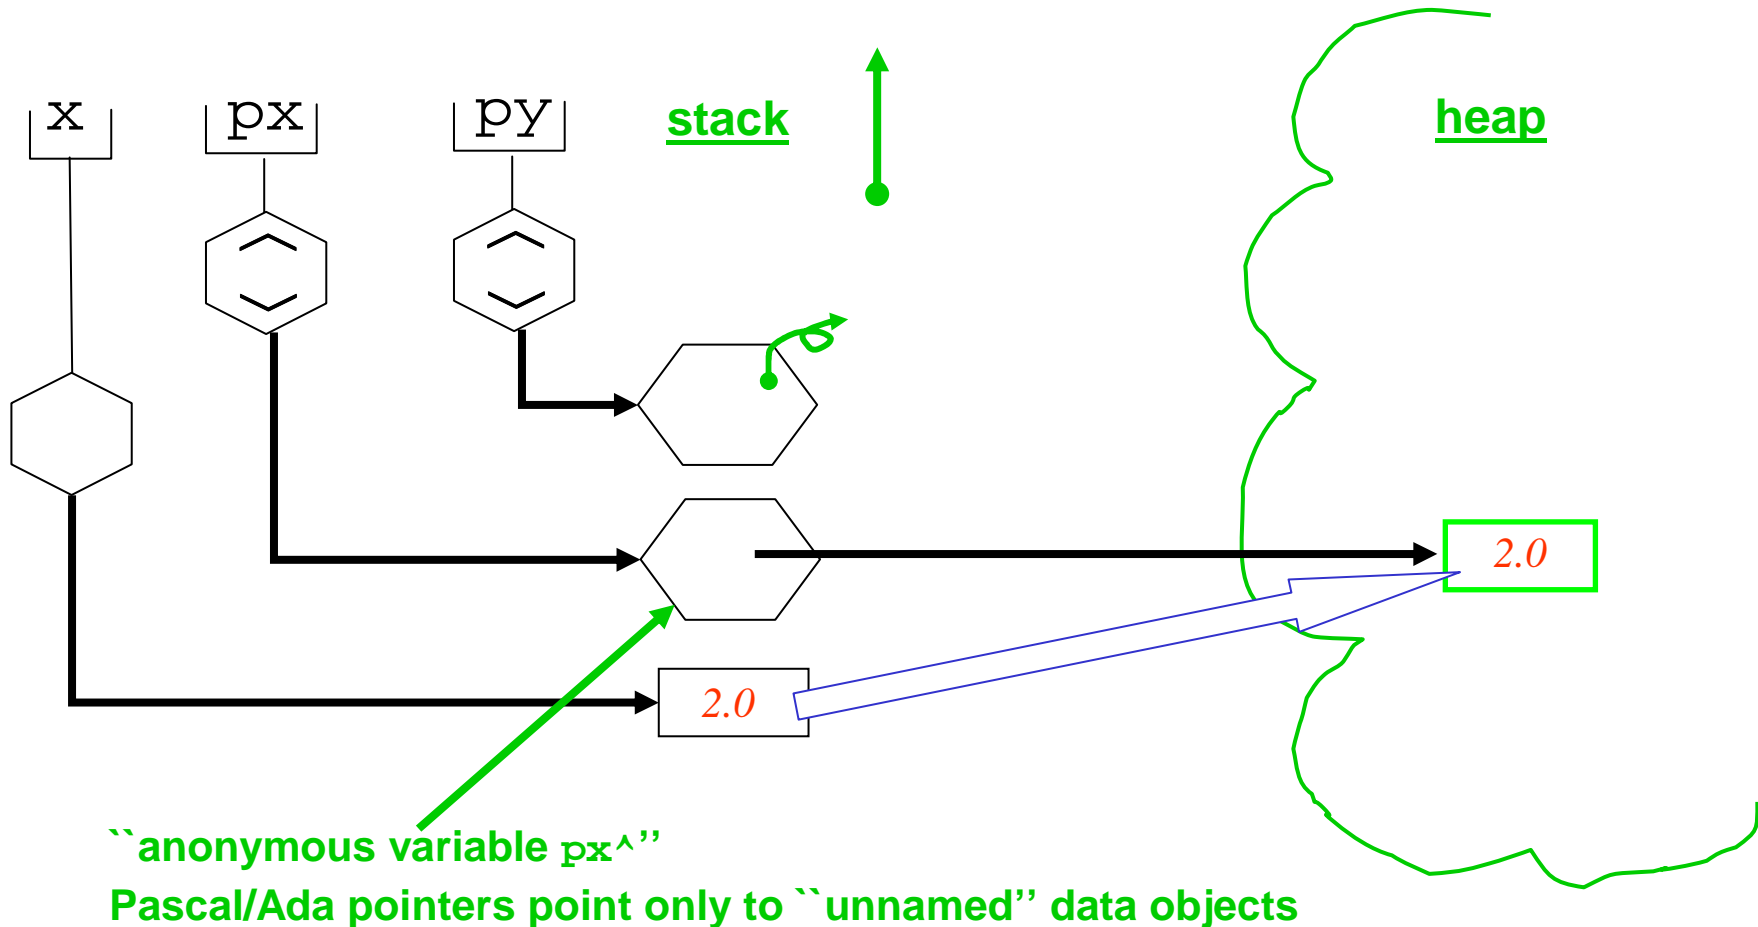 x px py stack heap
2.0
2.0
``anonymous variable px^’’
Pascal/Ada pointers point only to ``unnamed’’ data objects